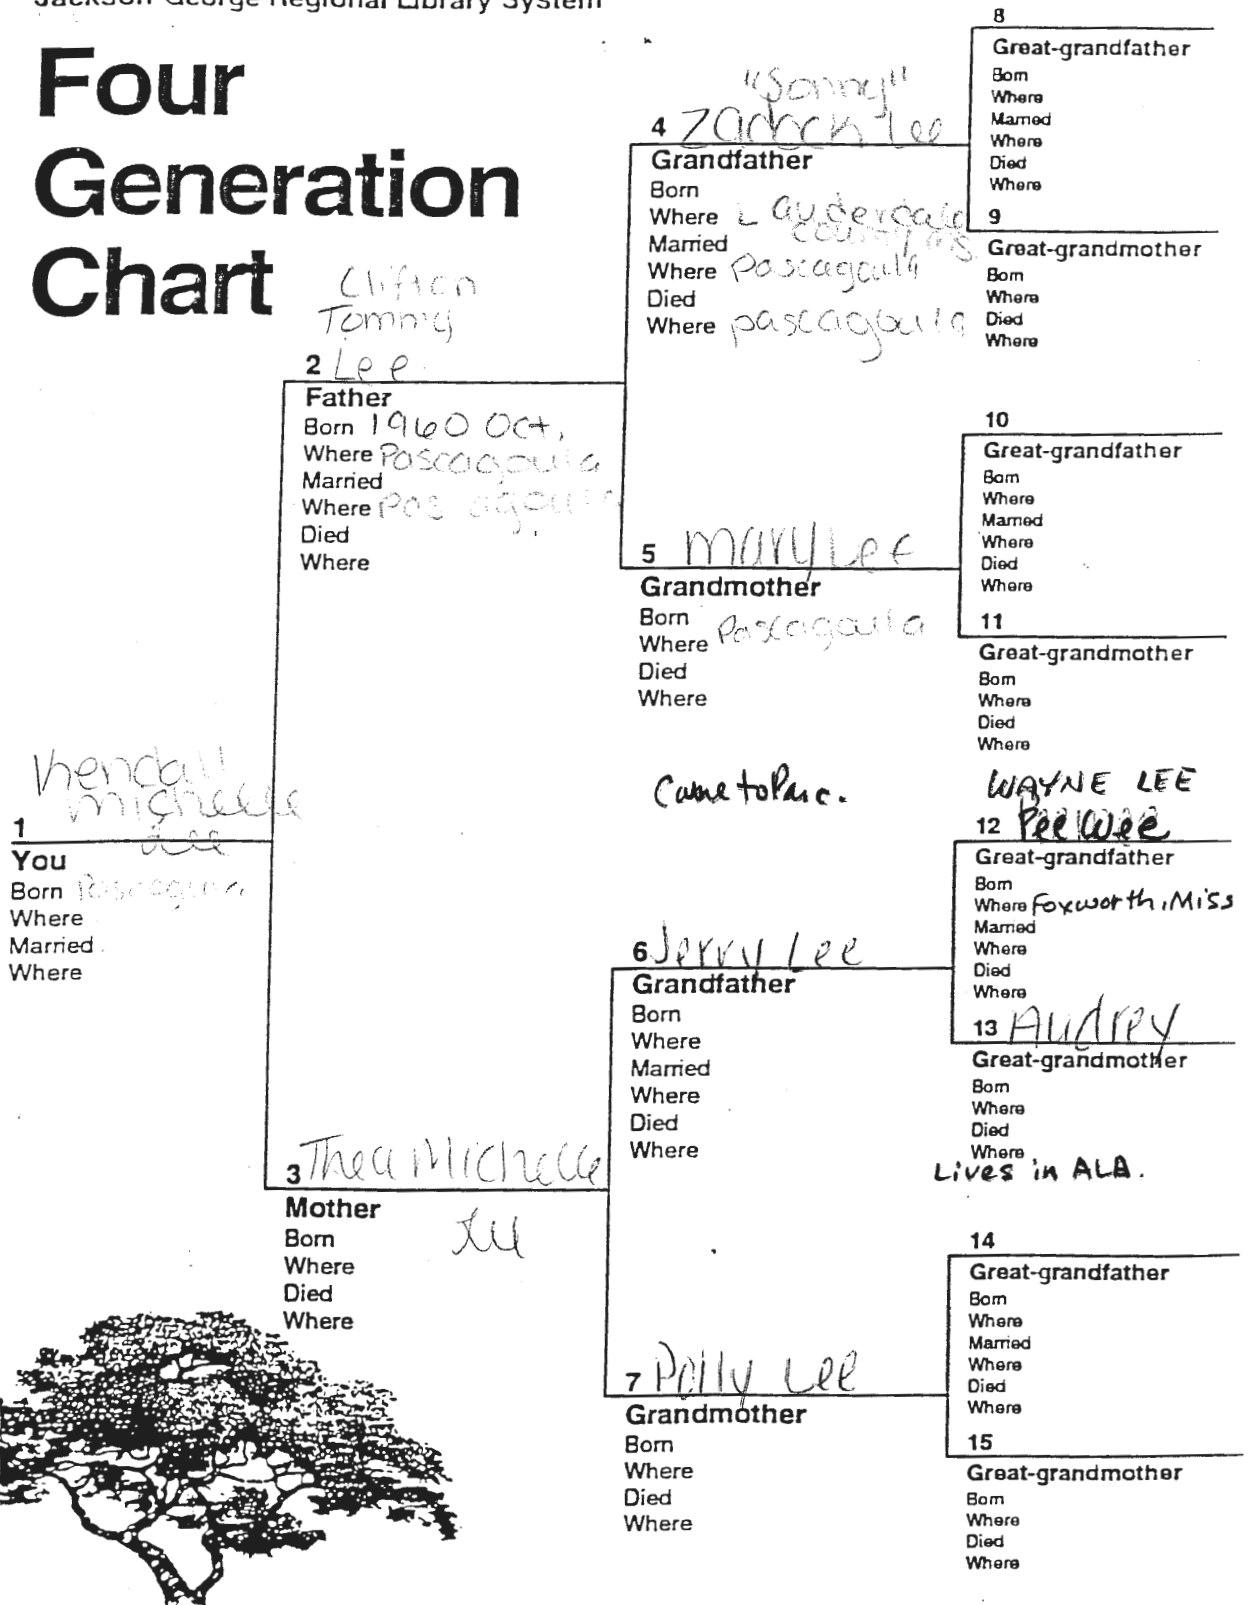 Jackson-George Regional Library System
Four
Generation
Chart
1 Kendall
Michelle
Lee
You
Born Pascagoula
Where
Married
Where
2 Clifton
Tommy
Lee
Father
Born 1960 Oct.
Where Pascagoula
Married
Where Pascagoula
Died
Where
3 Thea Michelle
Lee
Mother
Born
Where
Died
Where
"Sonny"
4 Zadock Lee
Grandfather
Born
Where Lauderdale
County, MS.
Married
Where Pascagoula
Died
Where pascagoula
5 Mary Lee
Grandmother
Born
Where Pascagoula
Died
Where
Came to Pasc.
6 Jerry Lee
Grandfather
Born
Where
Married
Where
Died
Where
7 Polly Lee
Grandmother
Born
Where
Died
Where
8
Great-grandfather
Born
Where
Married
Where
Died
Where
9
Great-grandmother
Born
Where
Died
Where
10
Great-grandfather
Born
Where
Married
Where
Died
Where
11
Great-grandmother
Born
Where
Died
Where
WAYNE LEE
12 PeeWee
Great-grandfather
Born
Where Foxworth, Miss
Married
Where
Died
Where
13 Audrey
Great-grandmother
Born
Where
Died
Where
Lives in ALA.
14
Great-grandfather
Born
Where
Married
Where
Died
Where
15
Great-grandmother
Born
Where
Died
Where